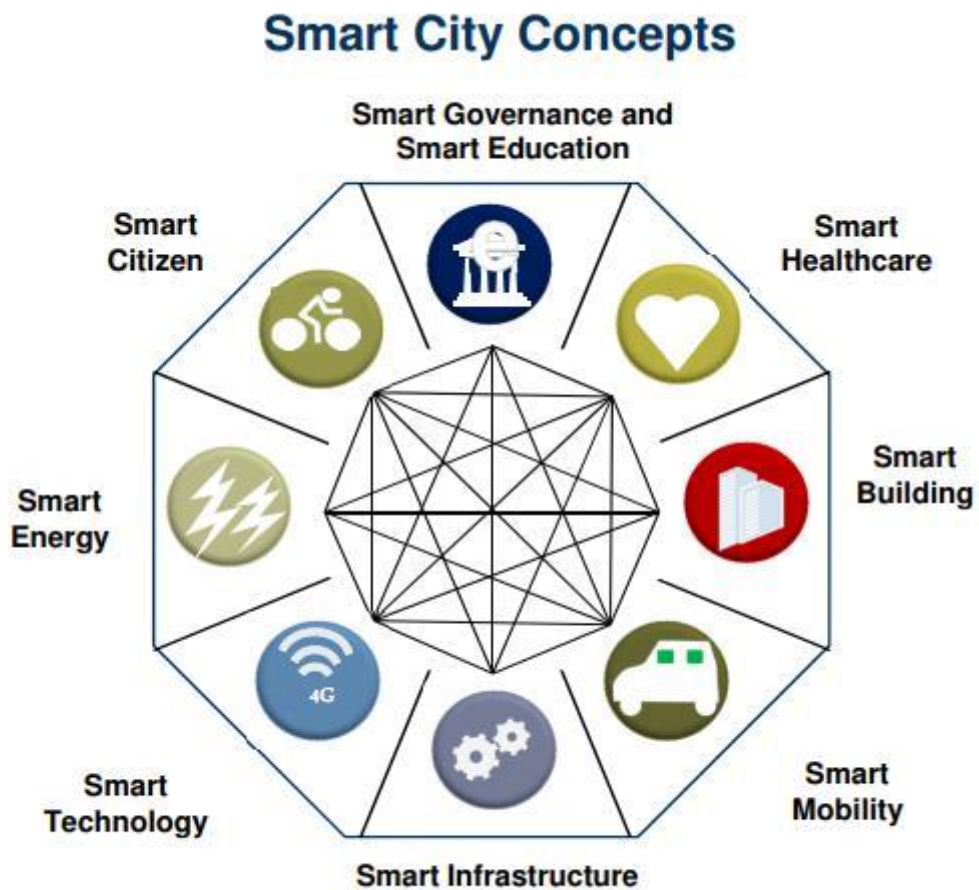 Smart City Concepts
Smart Governance and
Smart Education
Smart
Citizen
Smart
Healthcare
e
Smart
Energy
Smart
Building
4G
Smart
Technology
Smart
Mobility
Smart Infrastructure